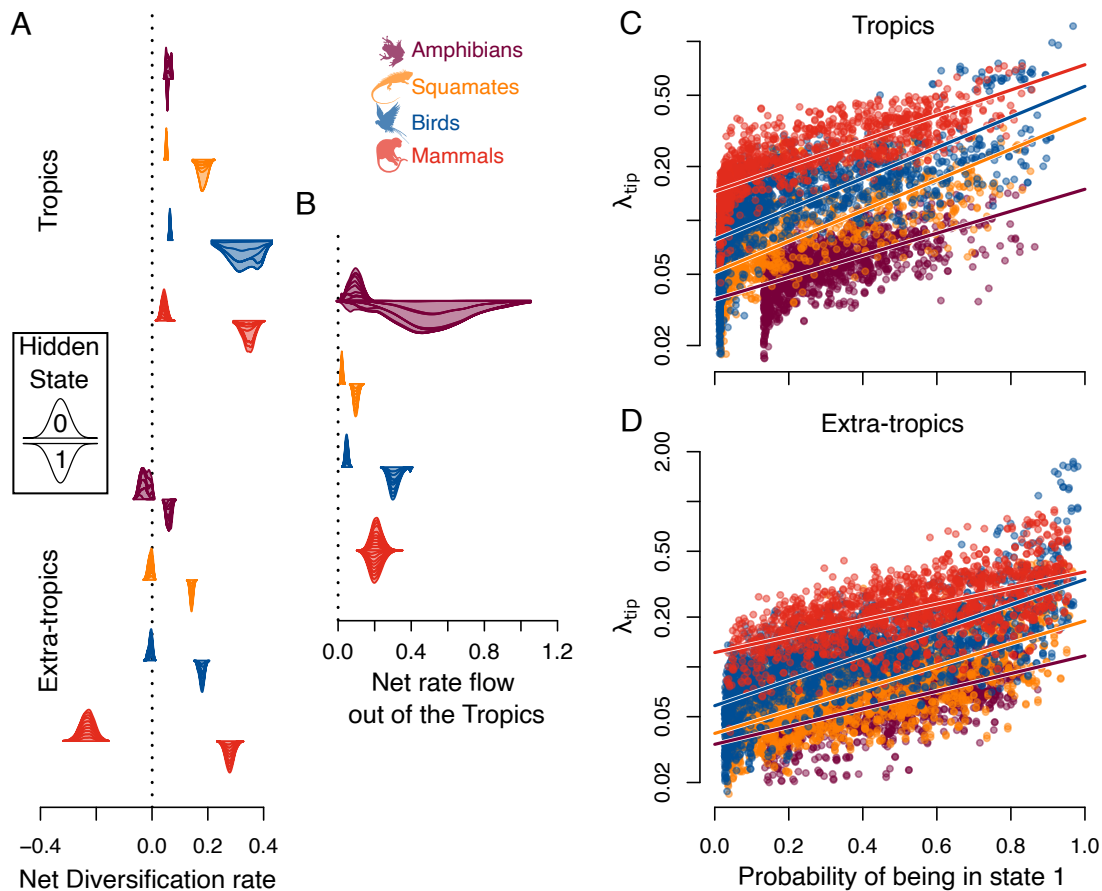 A
Tropics
Extra-tropics
Hidden
State
0
1
−0.4
0.0
0.2
0.4
Net Diversification rate
Amphibians
Squamates
Birds
Mammals
B
0.0
0.4
0.8
1.2
Net rate flow
out of the Tropics
C
Tropics
λtip
0.50
0.20
0.05
0.02
D
Extra-tropics
λtip
2.00
0.50
0.20
0.05
0.02
0.0
0.2
0.4
0.6
0.8
1.0
Probability of being in state 1